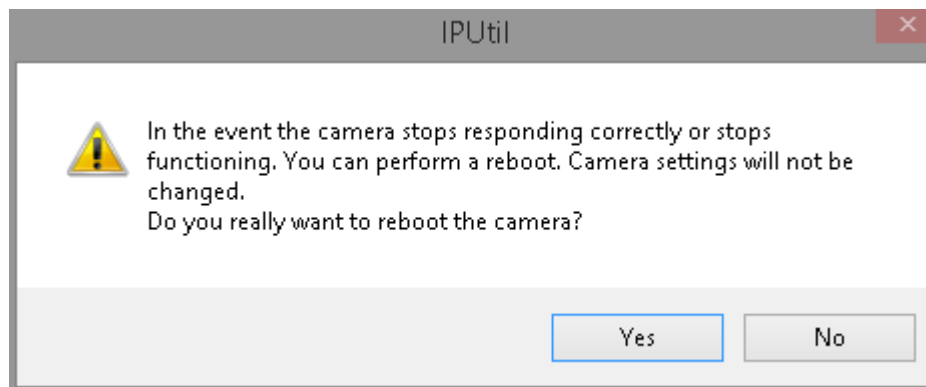 IPUtil
In the event the camera stops responding correctly or stops
functioning. You can perform a reboot. Camera settings will not be
changed.
Do you really want to reboot the camera?
Yes No